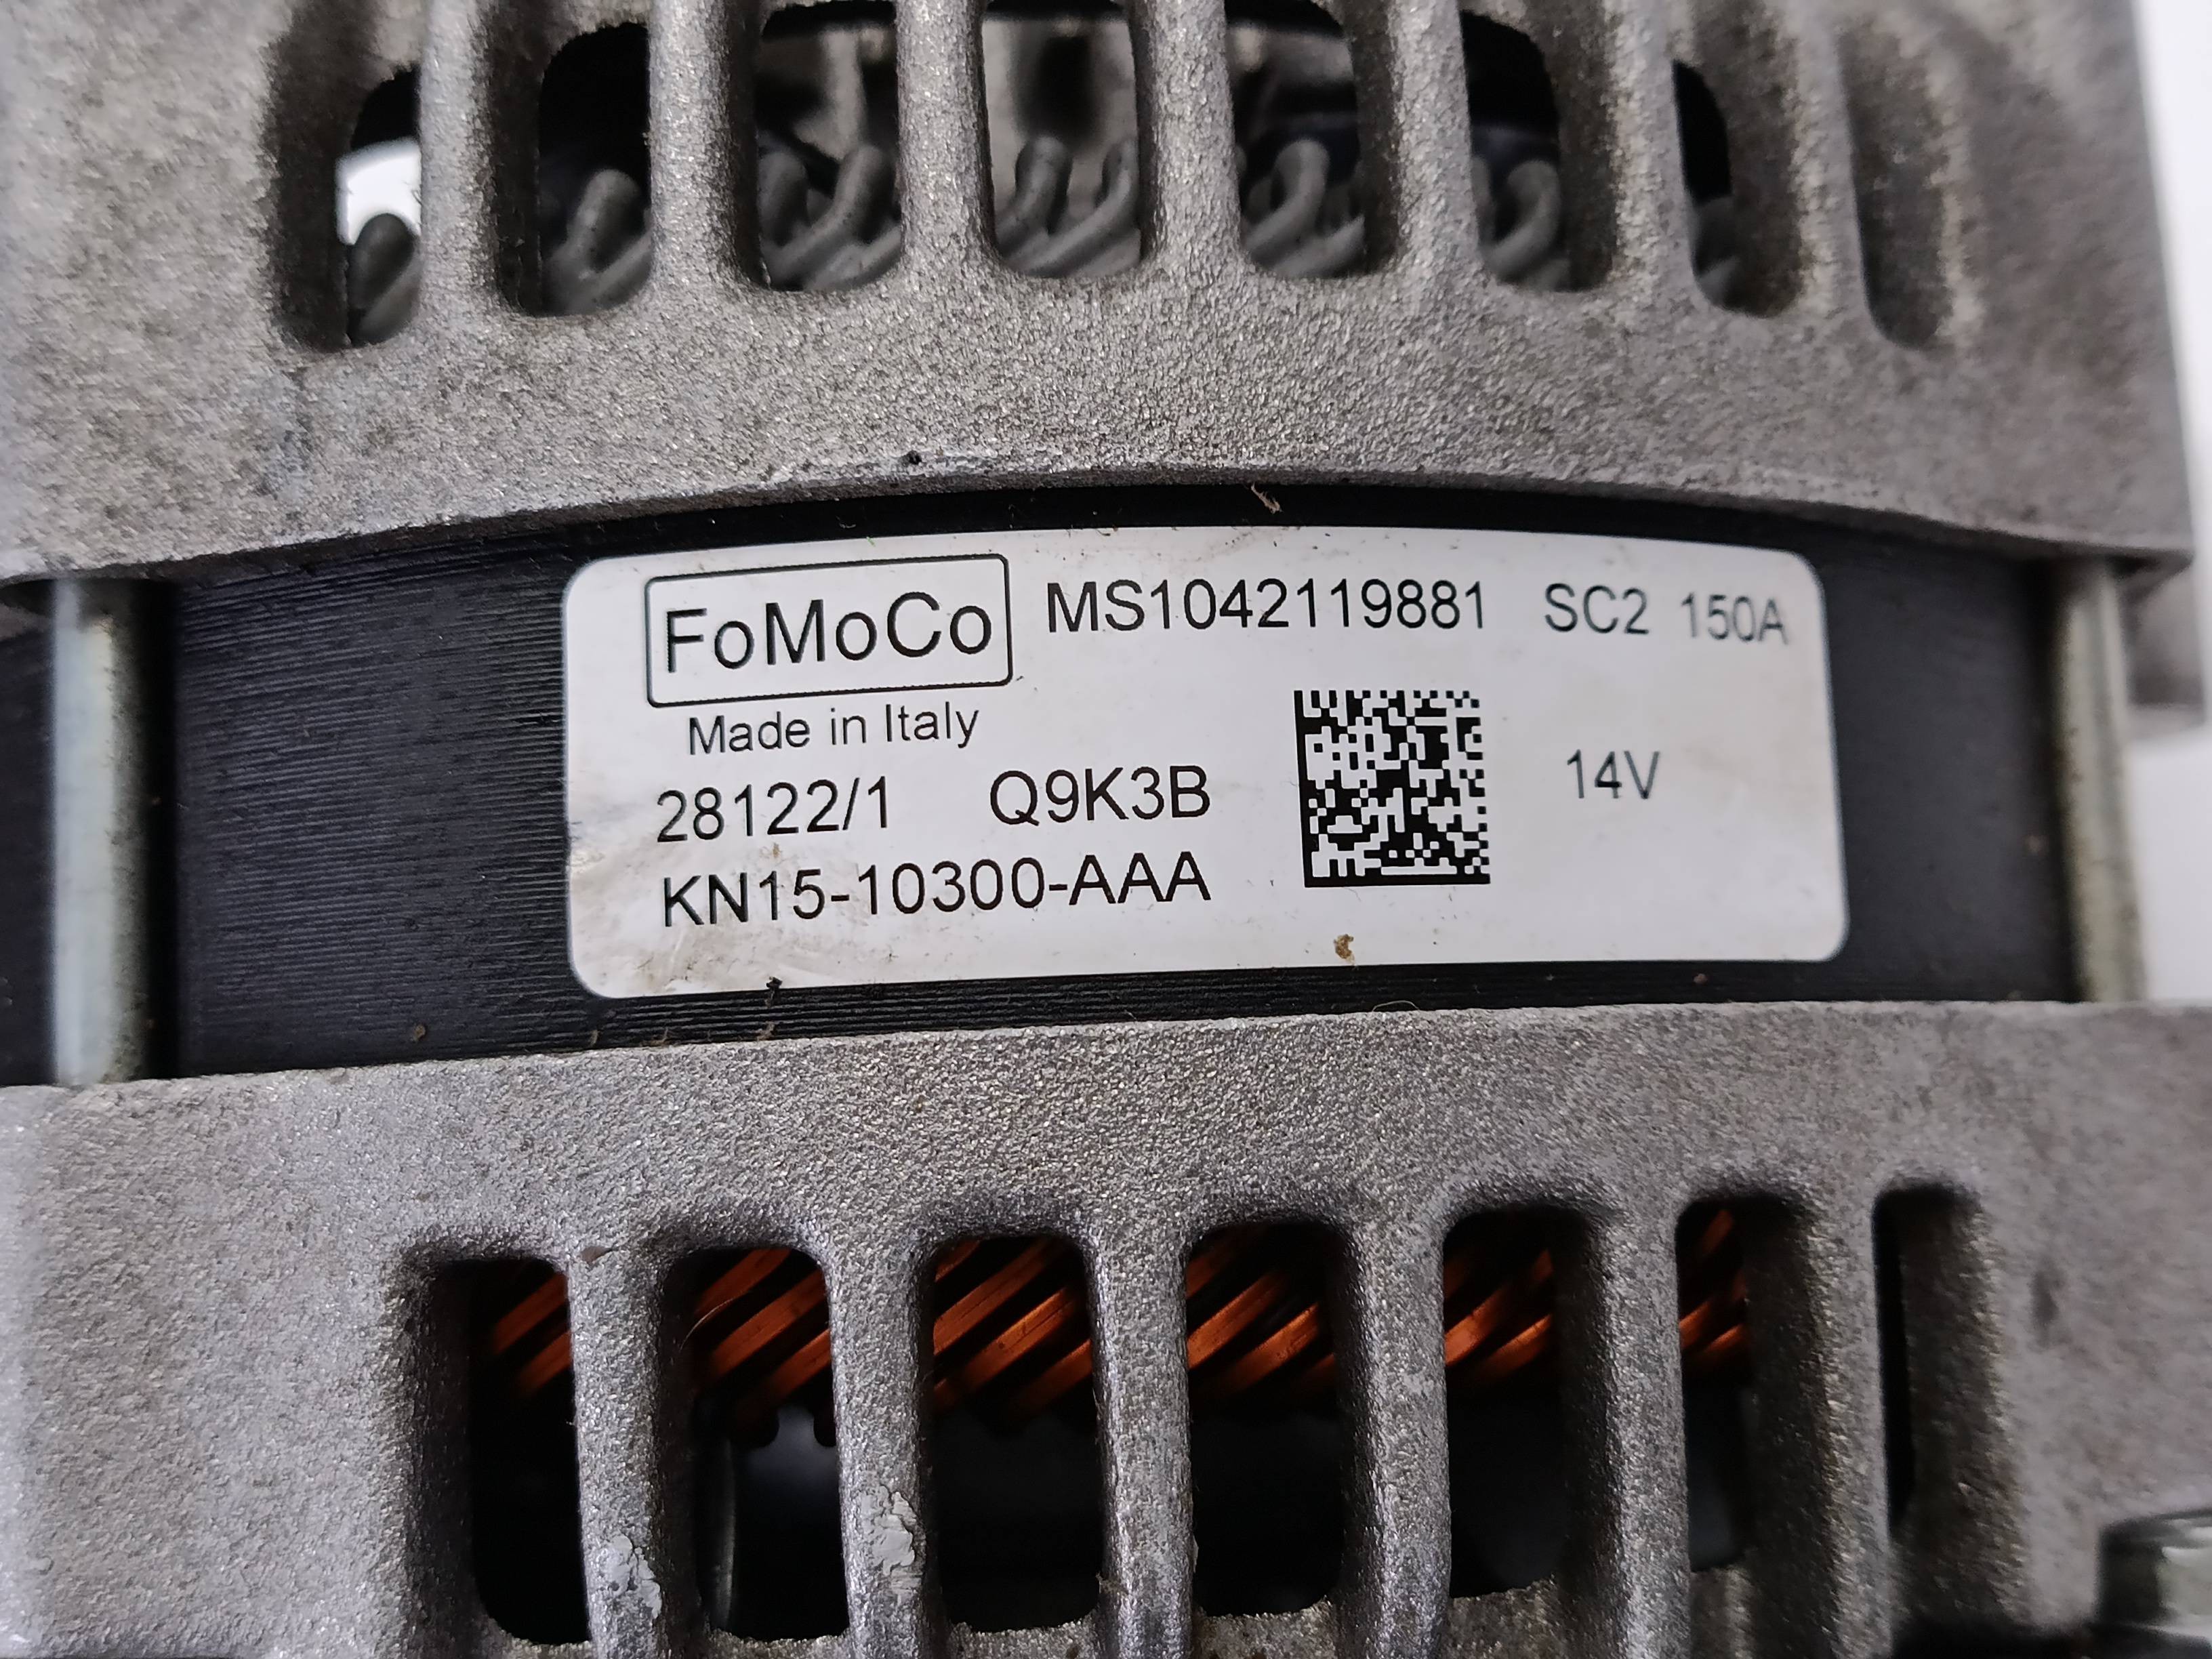 FoMoCo MS1042119881 SC2 150A
Made in Italy
14V
28122/1 Q9K3B
KN15-10300-AAA